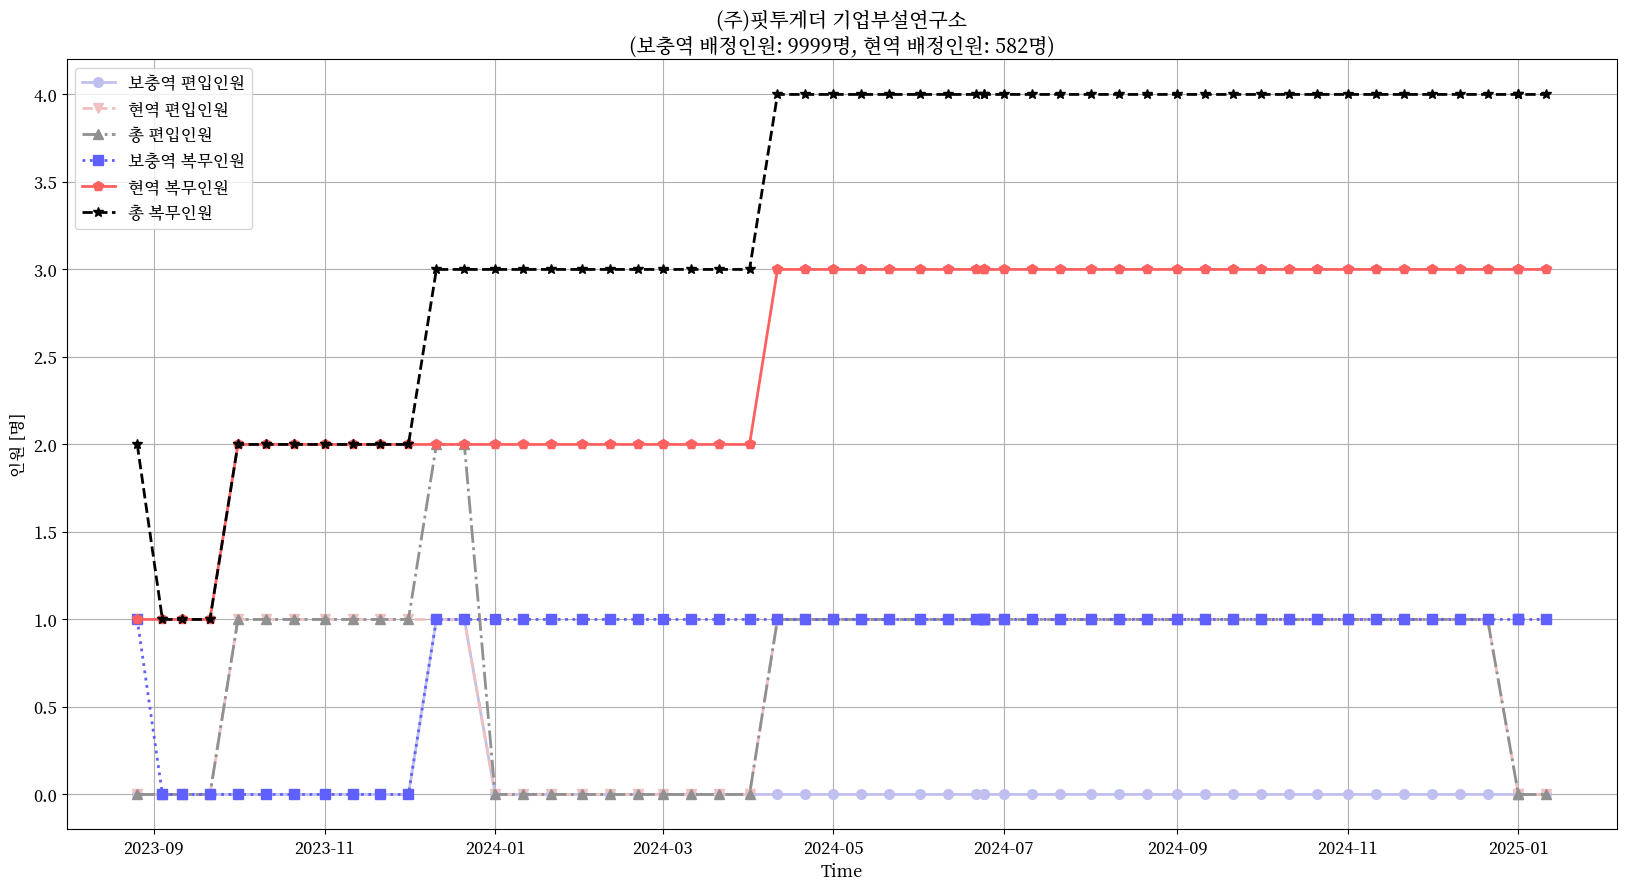 (주)핏투게더 기업부설연구소
(보충역 배정인원: 9999명, 현역 배정인원: 582명)
보충역 편입인원
현역 편입인원
총 편입인원
보충역 복무인원
현역 복무인원
총 복무인원
4.0
3.5
3.0
2.5
2.0
1.5
1.0
0.5
0.0
인원 [명]
2023-09 2023-11 2024-01 2024-03 2024-05 2024-07 2024-09 2024-11 2025-01
Time